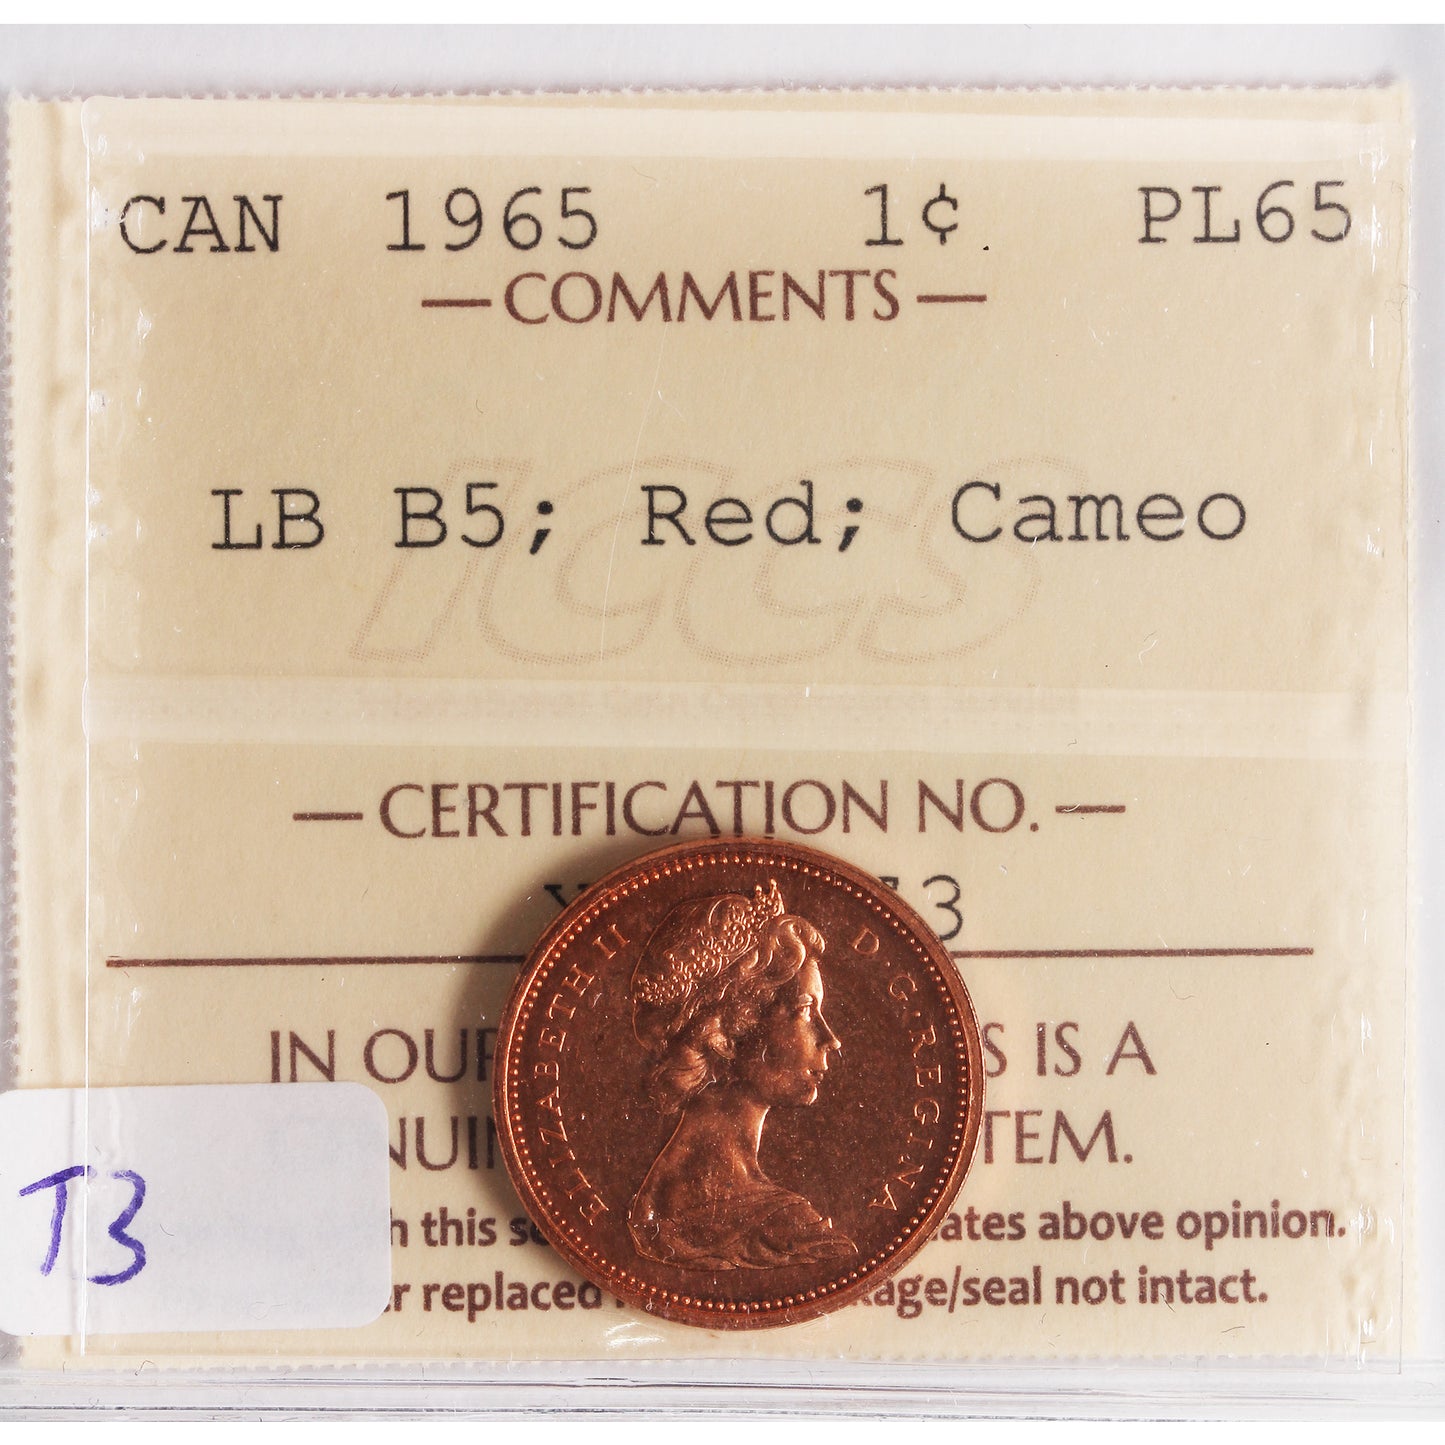 CAN 1965 1¢ PL65
— COMMENTS —
LB B5; Red; Cameo
ICCS
— CERTIFICATION NO. —
3
IN OUR S IS A
TEM.
this ates above opinion.
replaced kage/seal not intact.
T3
ELIZABETH II D·G·REGINA